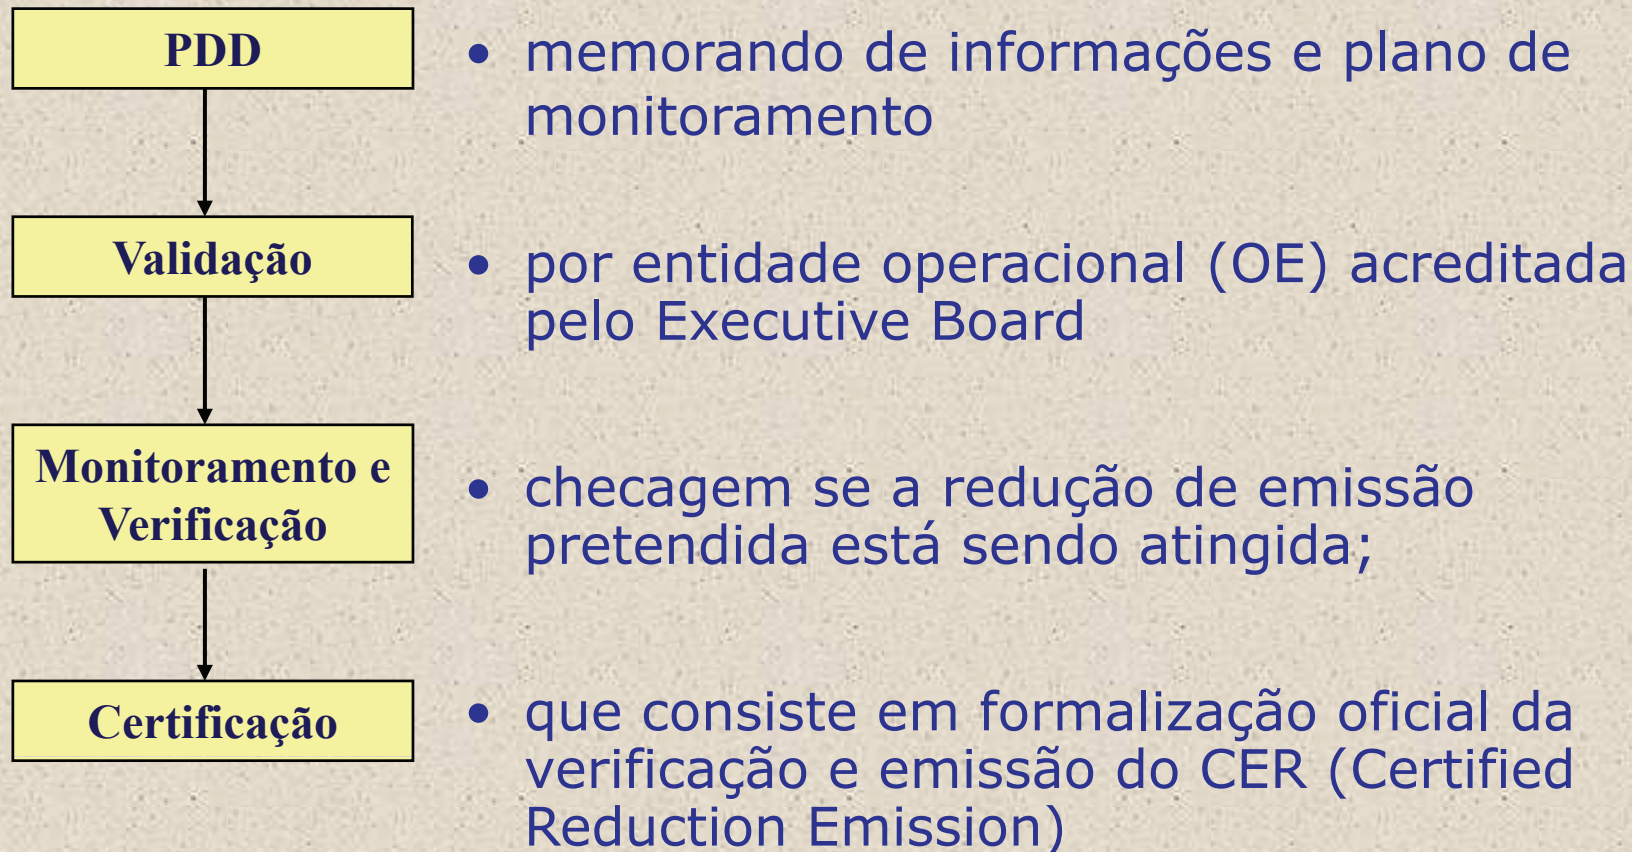 PDD
• memorando de informações e plano de
monitoramento
Validação
• por entidade operacional (OE) acreditada
pelo Executive Board
Monitoramento e
Verificação
• checagem se a redução de emissão
pretendida está sendo atingida;
Certificação
• que consiste em formalização oficial da
verificação e emissão do CER (Certified
Reduction Emission)